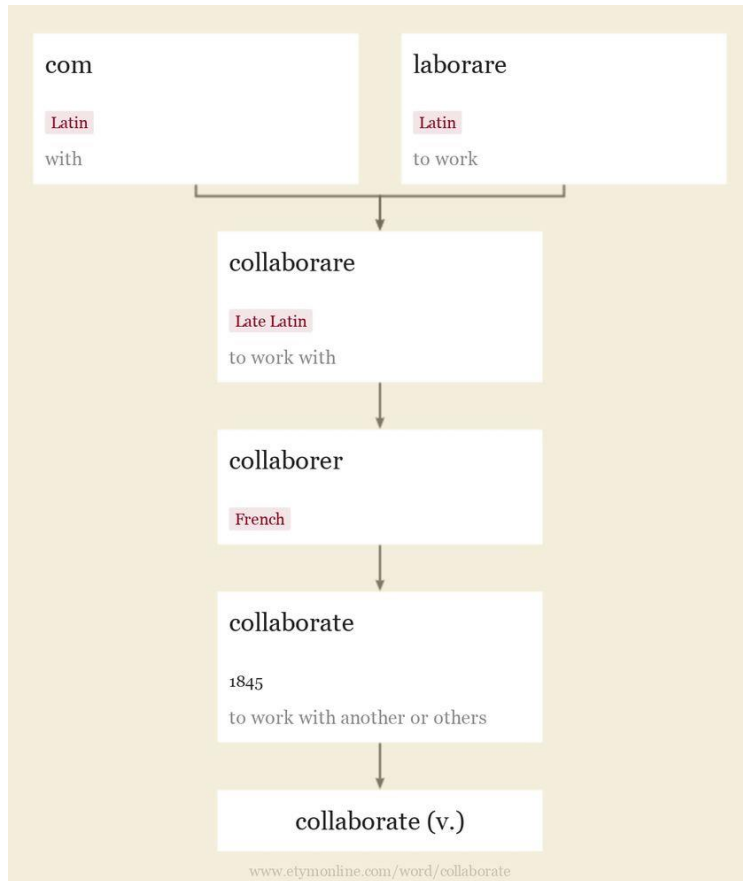 com
Latin
with
laborare
Latin
to work
collaborare
Late Latin
to work with
collaborer
French
collaborate
1845
to work with another or others
collaborate (v.)
www.etymonline.com/word/collaborate